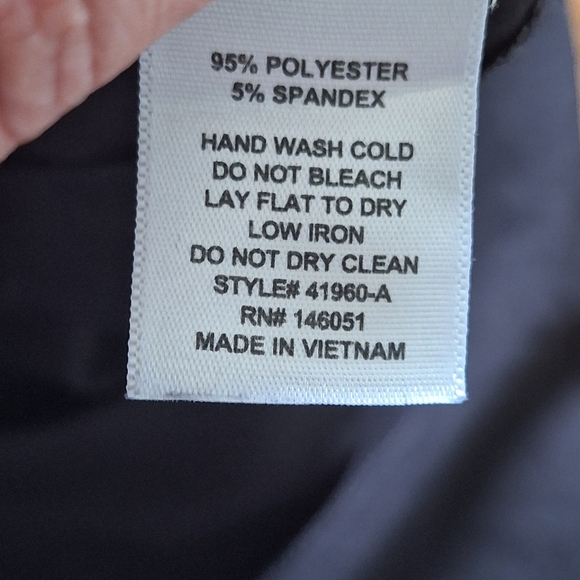 95% POLYESTER
5% SPANDEX
HAND WASH COLD
DO NOT BLEACH
LAY FLAT TO DRY
LOW IRON
DO NOT DRY CLEAN
STYLE# 41960-A
RN# 146051
MADE IN VIETNAM